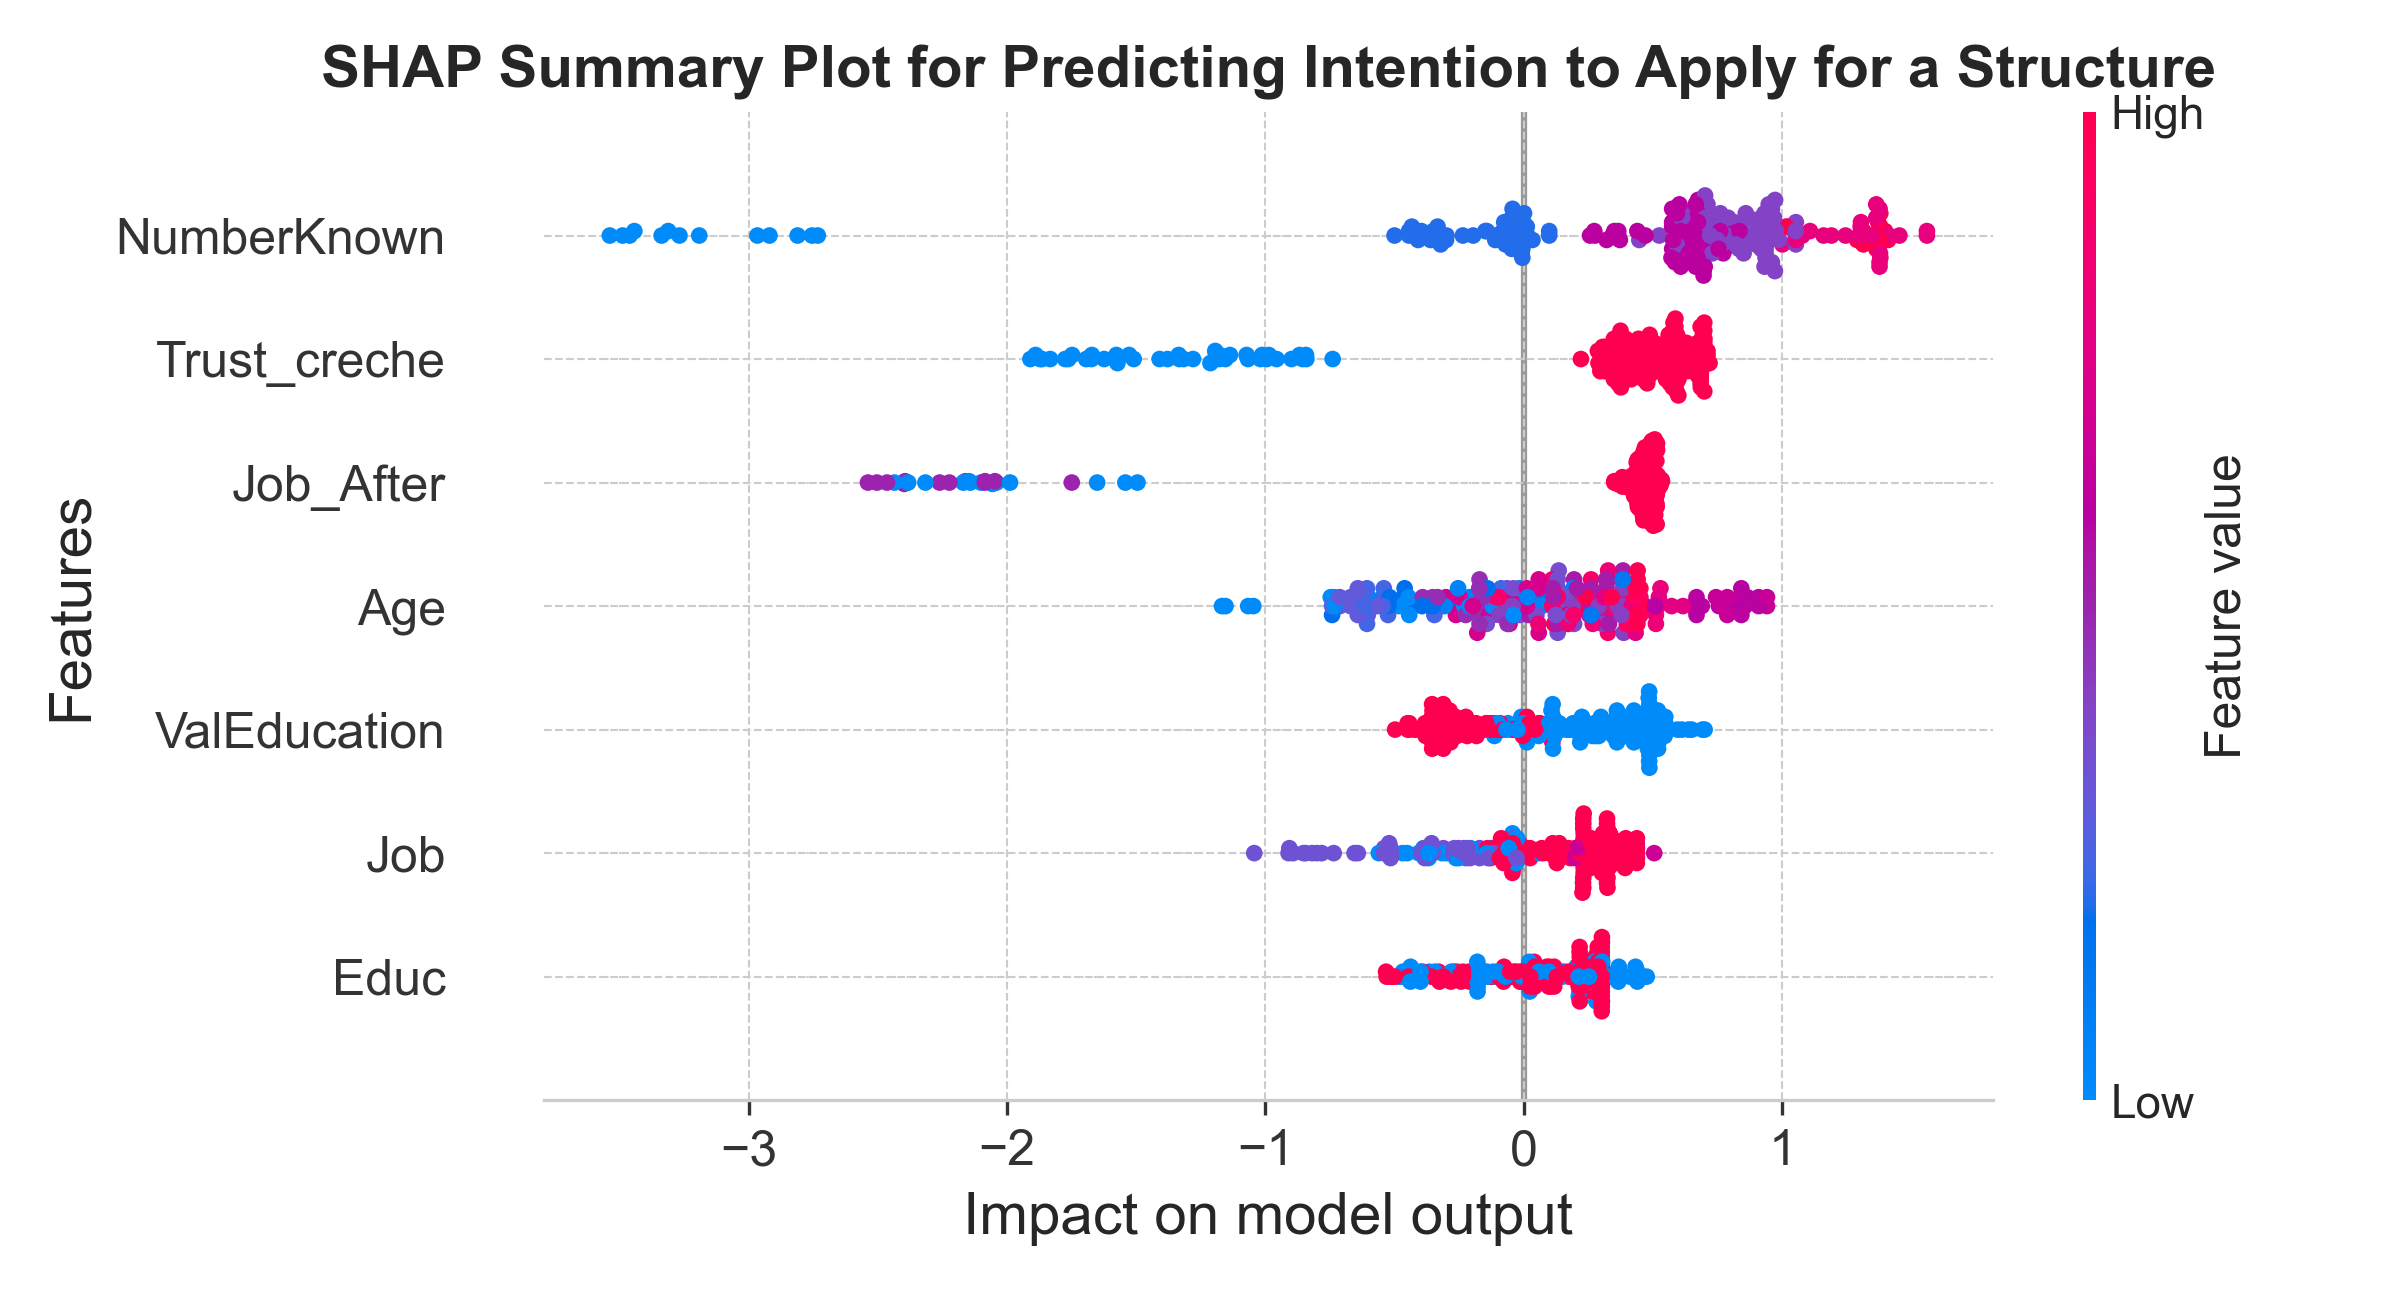 SHAP Summary Plot for Predicting Intention to Apply for a Structure
High
NumberKnown
Trust_creche
Job_After
Age
ValEducation
Job
Educ
Features
Feature value
Low
−3
−2
−1
0
1
Impact on model output